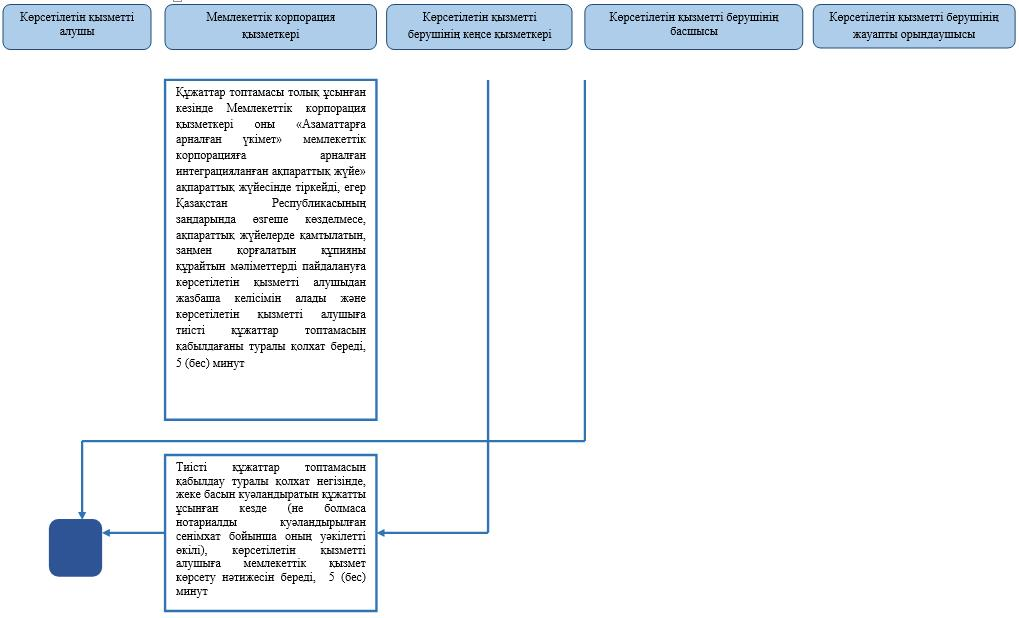 Көрсетілетін қызметті
алушы
Мемлекеттік корпорация
қызметкері
Көрсетілетін қызметті
берушінің кеңсе қызметкері
Көрсетілетін қызметті берушінің
басшысы
Көрсетілетін қызметті берушінің
жауапты орындаушысы
Құжаттар топтамасы толық ұсынған
кезінде Мемлекеттік корпорация
қызметкері оны «Азаматтарға
арналған үкімет» мемлекеттік
корпорацияға арналған
интеграцияланған ақпараттық жүйе»
ақпараттық жүйесінде тіркейді, егер
Қазақстан Республикасының
заңдарында өзгеше көзделмесе,
ақпараттық жүйелерде қамтылатын,
заңмен қорғалатын құпияны
құрайтын мәліметтерді пайдалануға
көрсетілетін қызметті алушыдан
жазбаша келісімін алады және
көрсетілетін қызметті алушыға
тиісті құжаттар топтамасын
қабылдағаны туралы қолхат береді,
5 (бес) минут
Тиісті құжаттар топтамасын
қабылдау туралы қолхат негізінде,
жеке басын куәландыратын құжатты
ұсынған кезде (не болмаса
нотариалды куәландырылған
сенімхат бойынша оның уәкілетті
өкілі), көрсетілетін қызметті
алушыға мемлекеттік қызмет
көрсету нәтижесін береді, 5 (бес)
минут